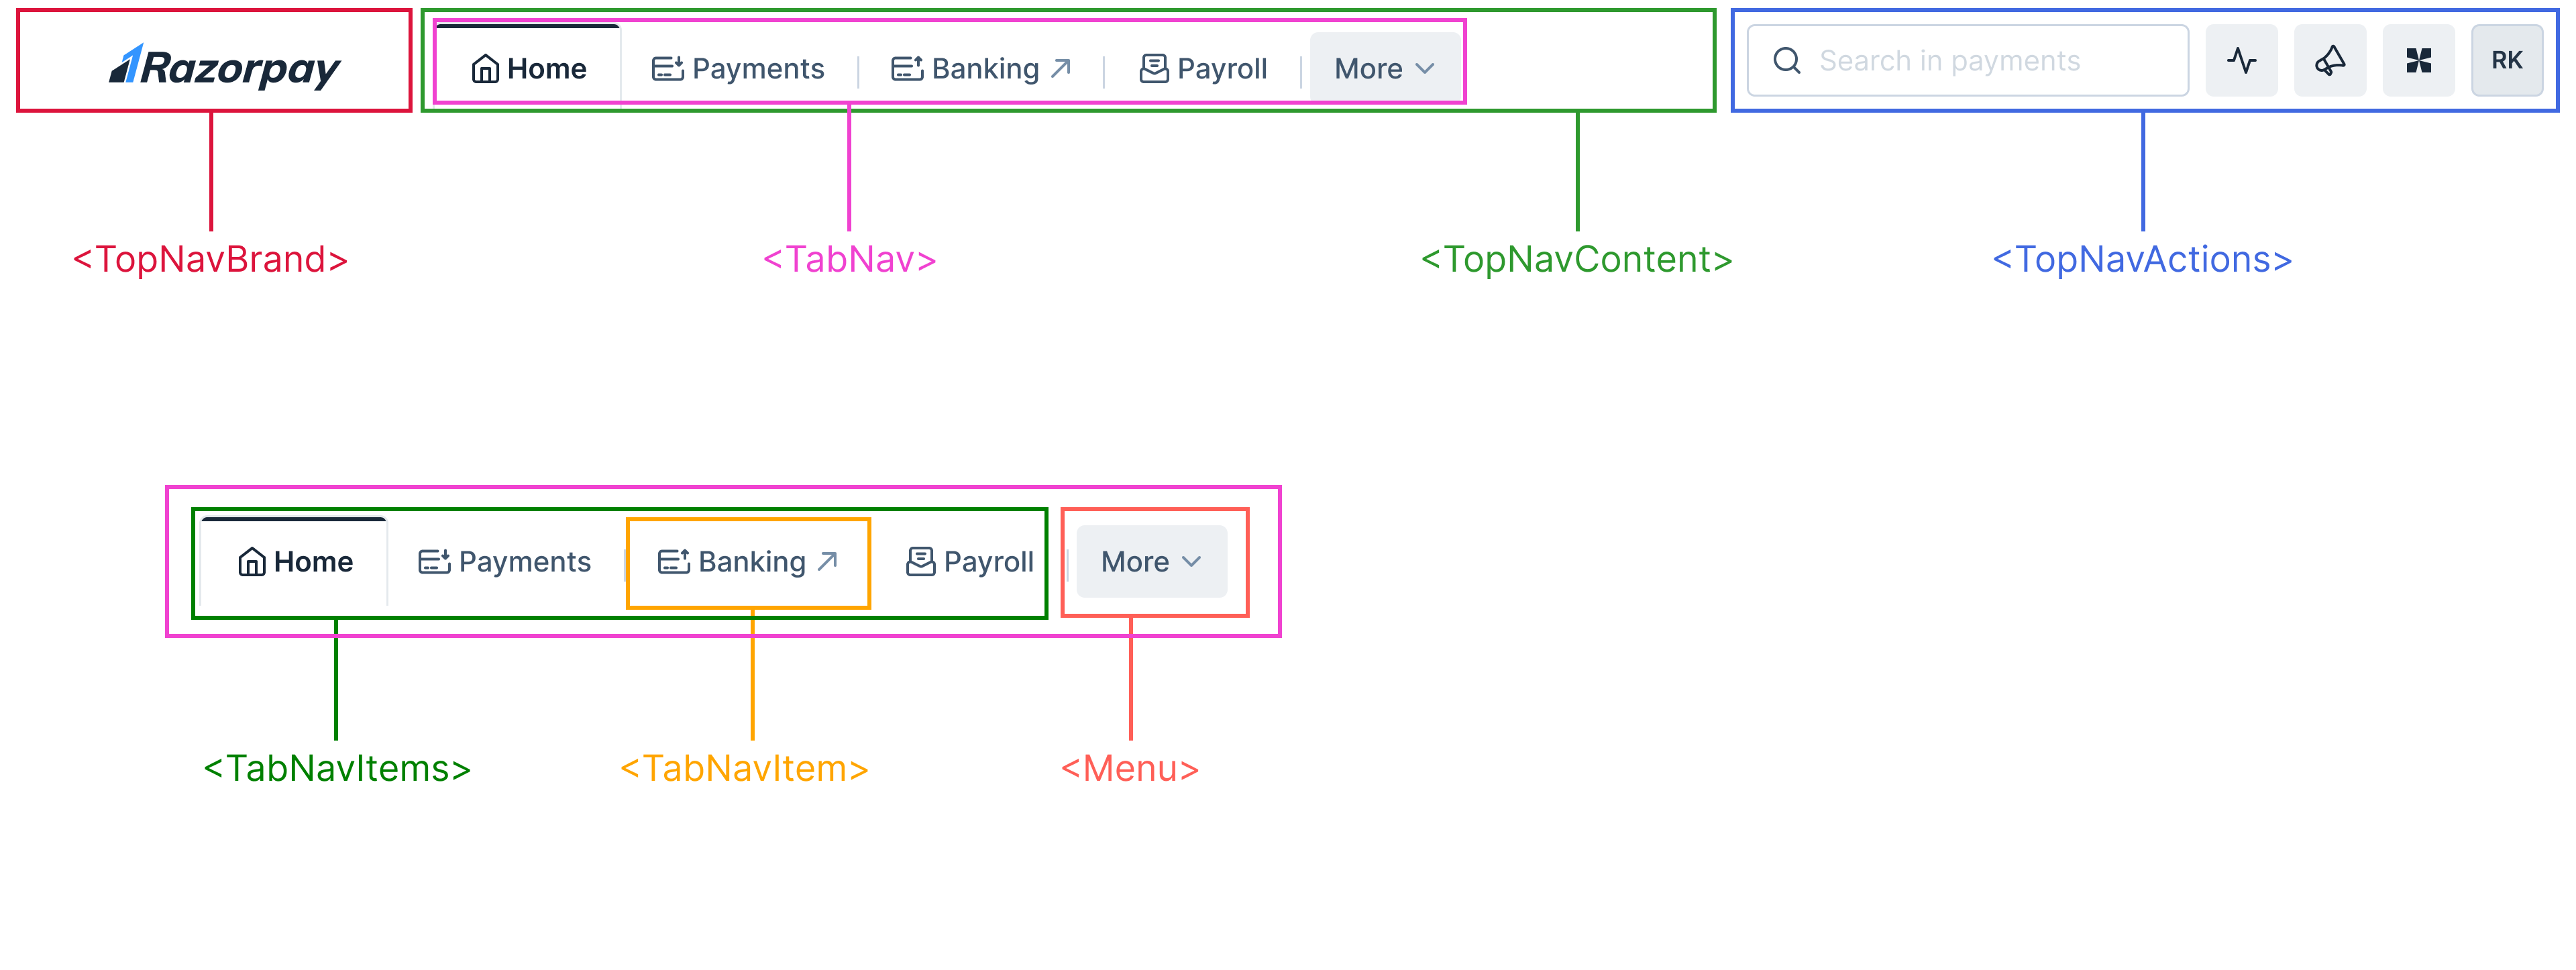 Razorpay Home Payments Banking Payroll More Search in payments RK
<TopNavBrand> <TabNav> <TopNavContent> <TopNavActions>
Home Payments Banking Payroll More
<TabNavItems> <TabNavItem> <Menu>